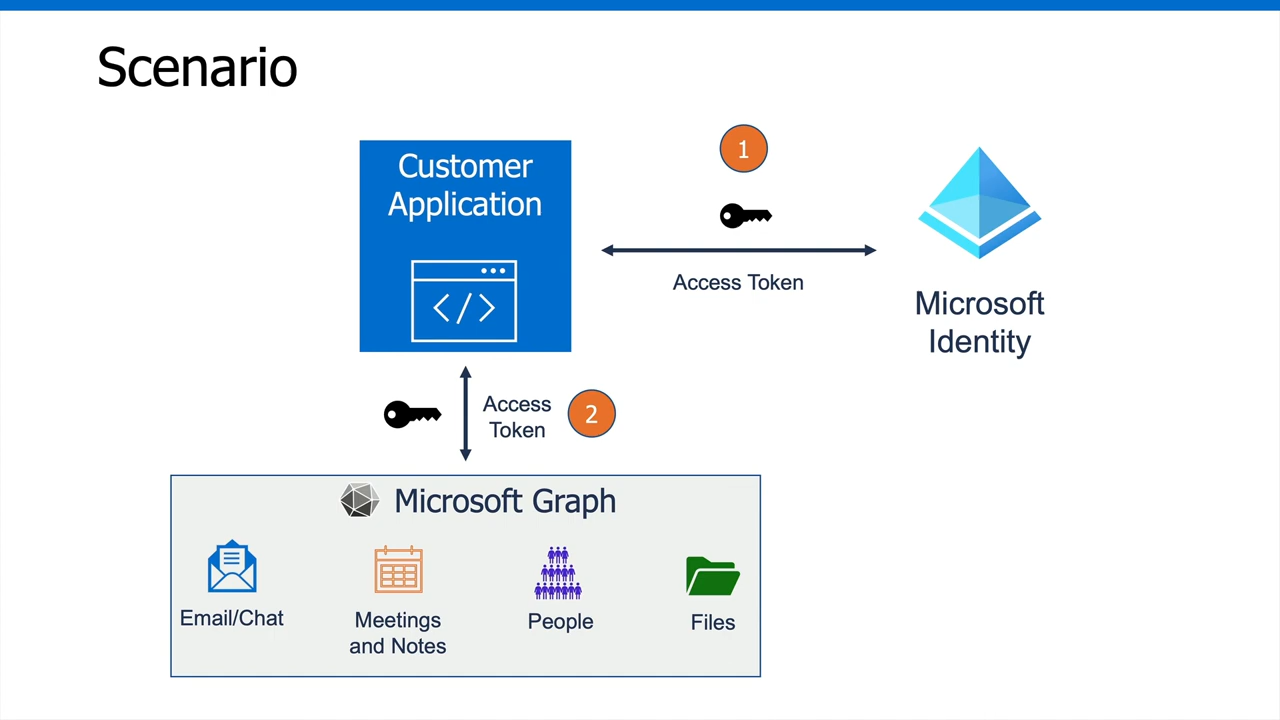 Scenario
Customer
Application
</>
1
Access Token
Microsoft
Identity
Access
Token
2
Microsoft Graph
Email/Chat
Meetings
and Notes
People
Files